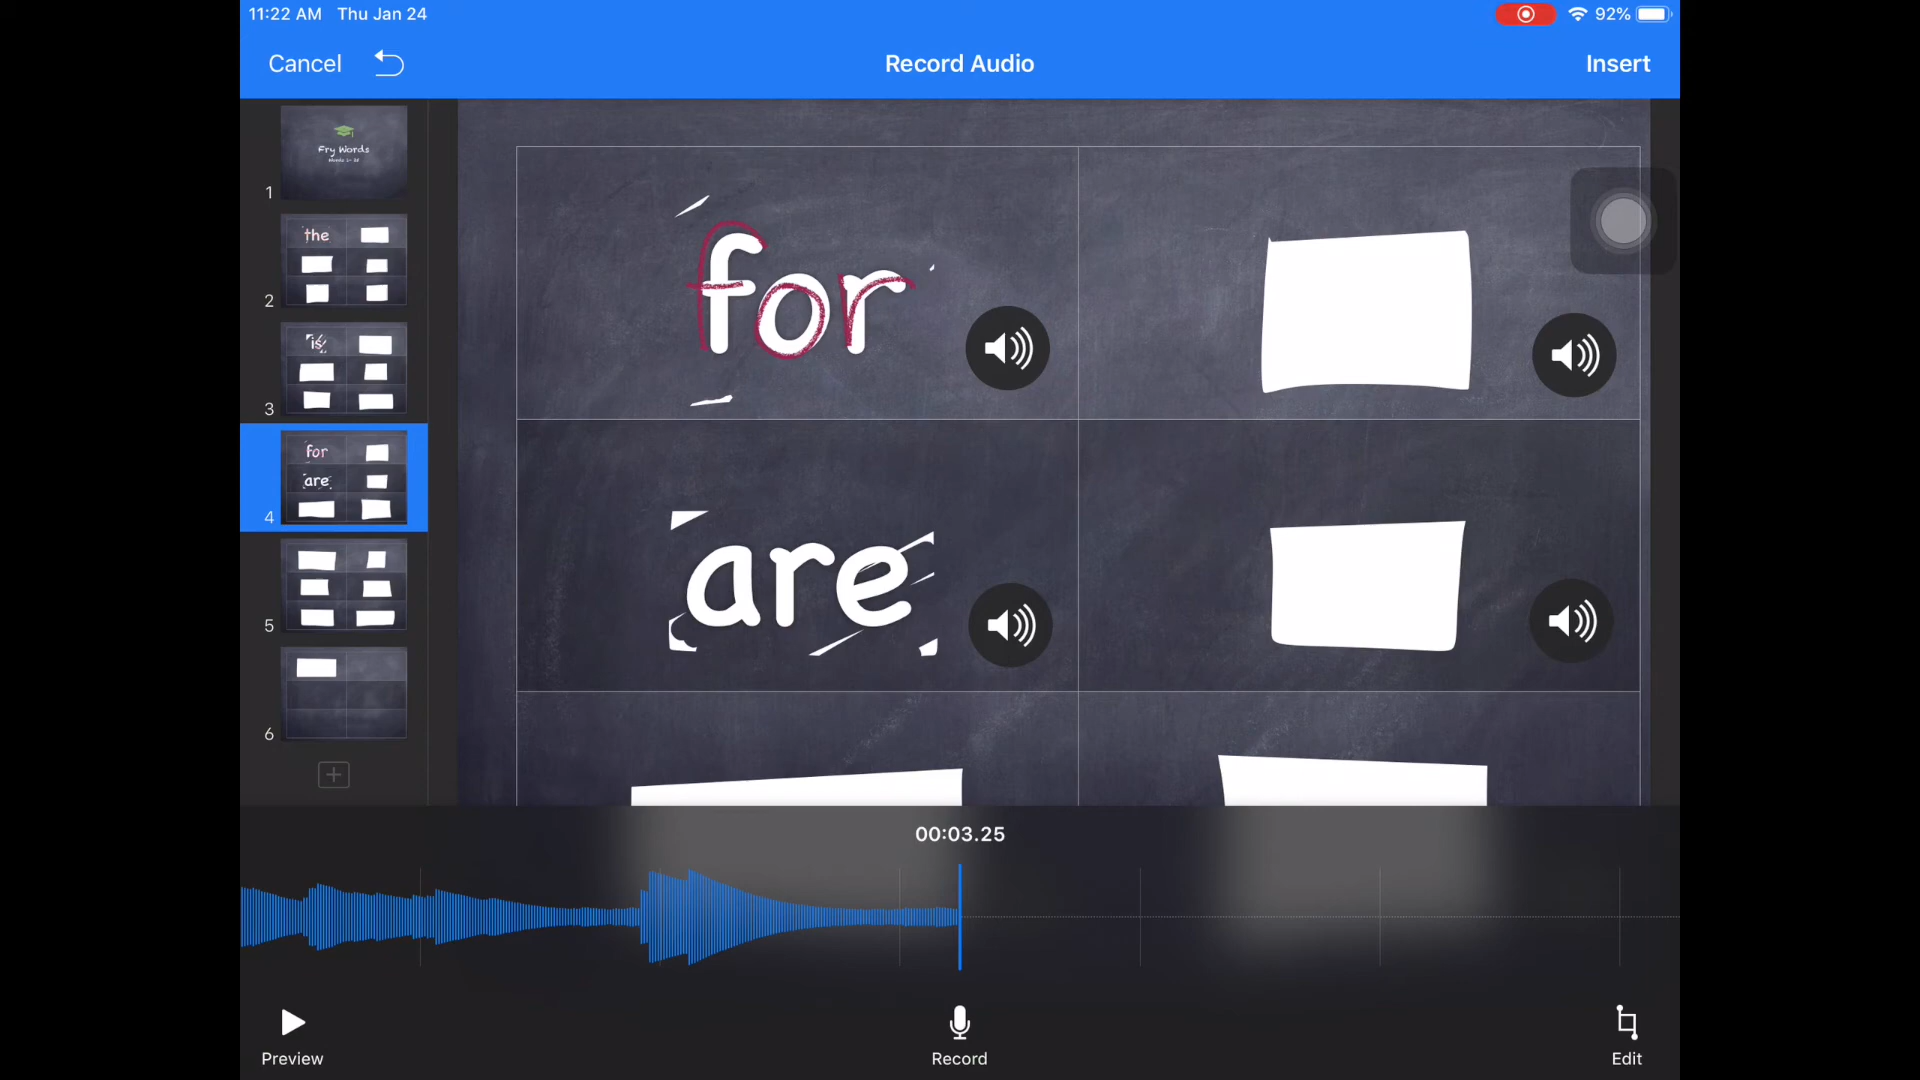 11:22 AM Thu Jan 24
92%
Cancel
Record Audio
Insert
Fry Words
1
the
2
is
3
for
are
4
5
6
for
are
00:03.25
Preview
Record
Edit